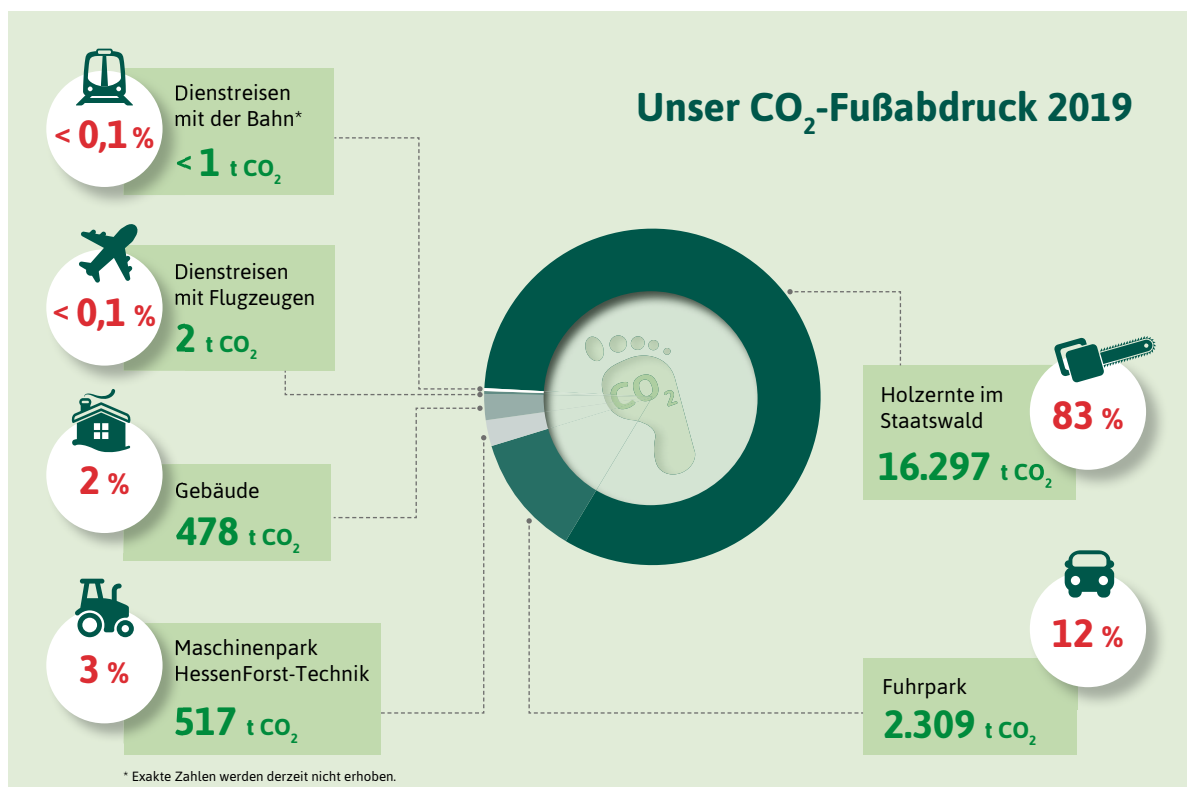 Unser CO₂-Fußabdruck 2019
Dienstreisen
mit der Bahn*
< 0,1 %
< 1 t CO₂
Dienstreisen
mit Flugzeugen
< 0,1 %
2 t CO₂
2 %
Gebäude
478 t CO₂
3 %
Maschinenpark
HessenForst-Technik
517 t CO₂
CO₂
Holzernte im
Staatswald
83 %
16.297 t CO₂
12 %
Fuhrpark
2.309 t CO₂
* Exakte Zahlen werden derzeit nicht erhoben.